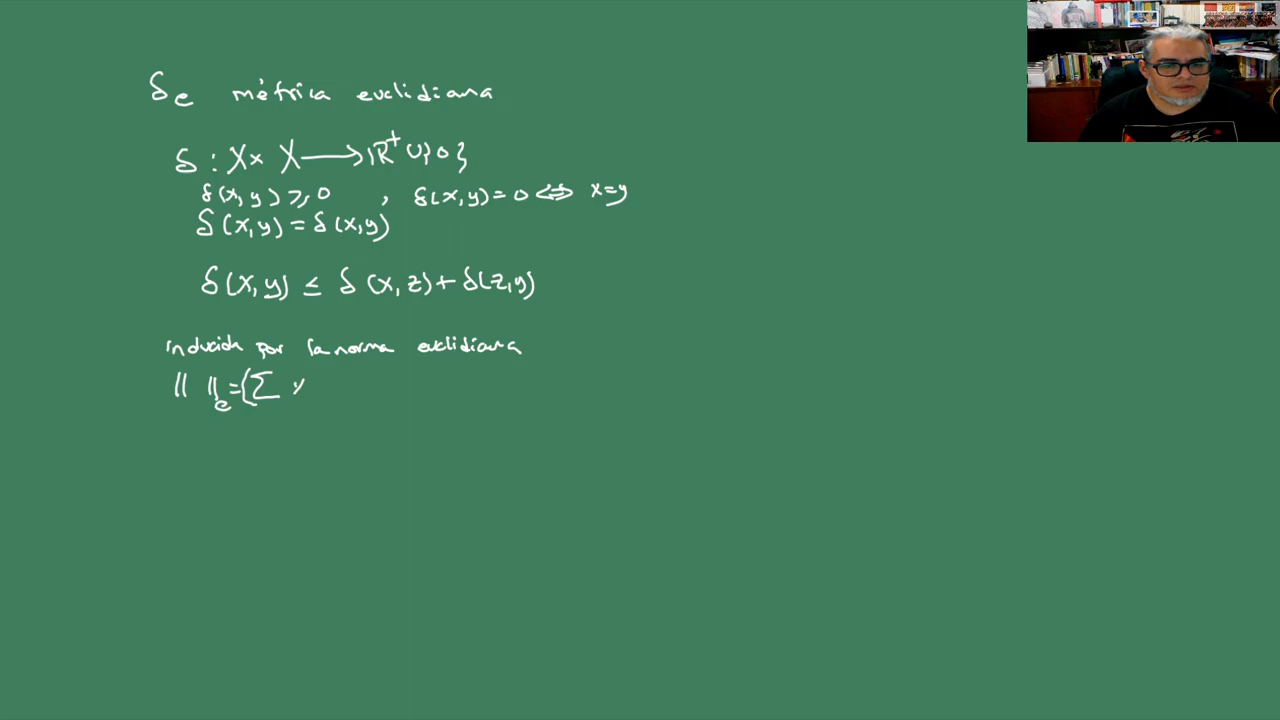 δe métrica euclidiana
δ : X × X ⟶ ℝ⁺ ∪ {0}
δ(x, y) ≥ 0 , δ(x, y) = 0 ⇔ x = y
δ(x, y) = δ(x, y)
δ(x, y) ≤ δ(x, z) + δ(z, y)
inducida por la norma euclidiana
|| ||e = (Σ x